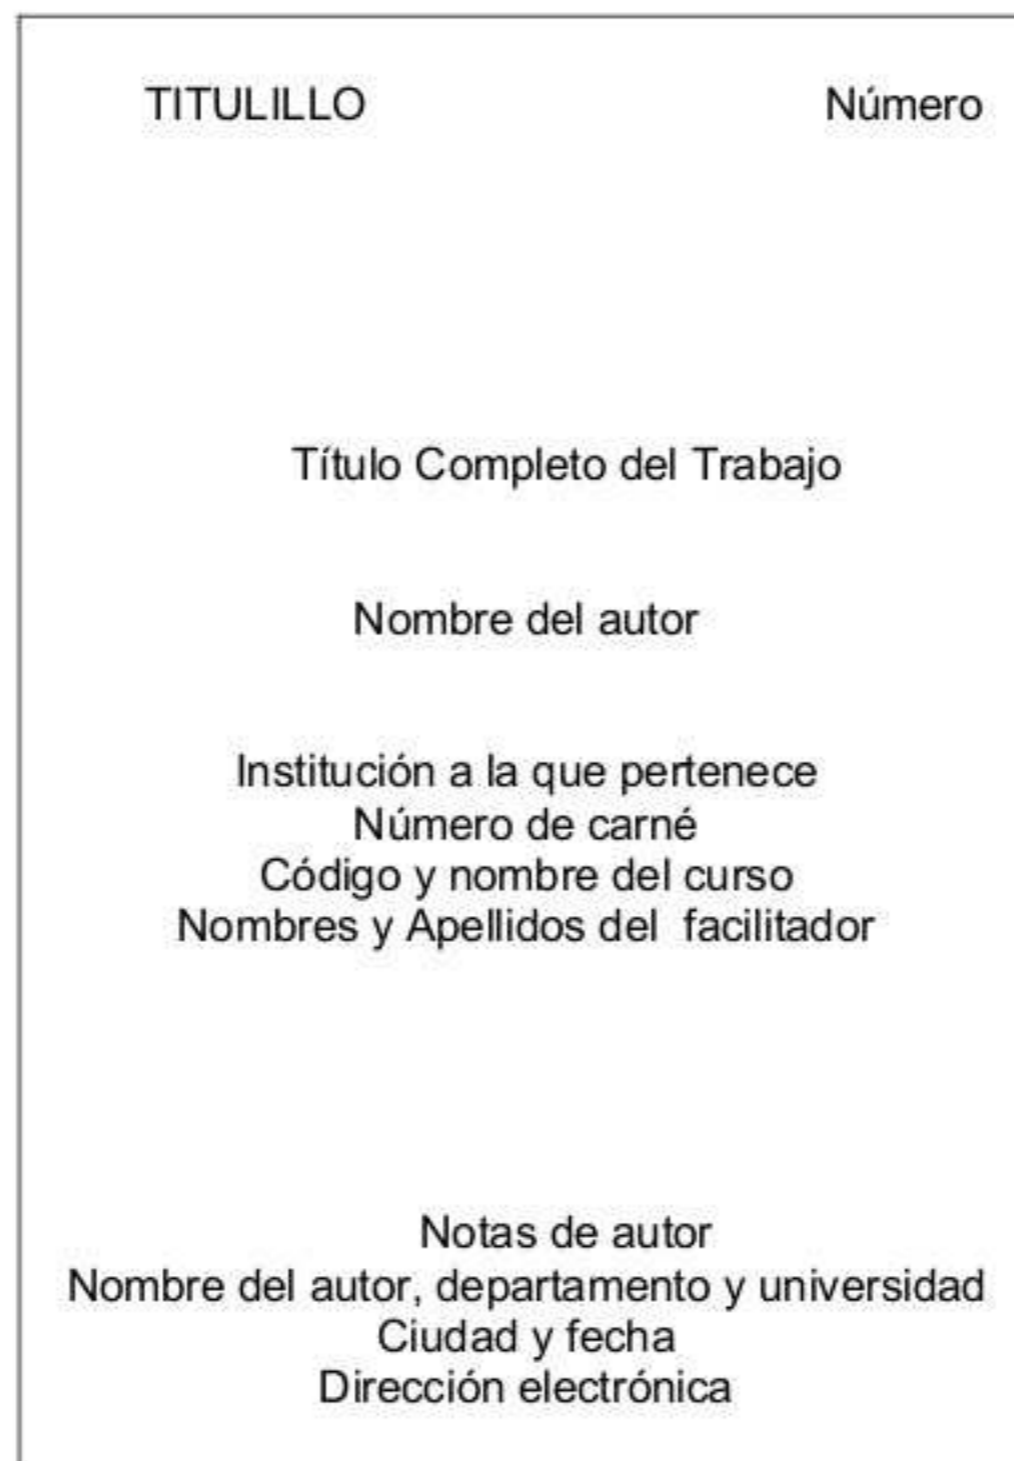 TITULILLO Número
Título Completo del Trabajo
Nombre del autor
Institución a la que pertenece
Número de carné
Código y nombre del curso
Nombres y Apellidos del facilitador
Notas de autor
Nombre del autor, departamento y universidad
Ciudad y fecha
Dirección electrónica